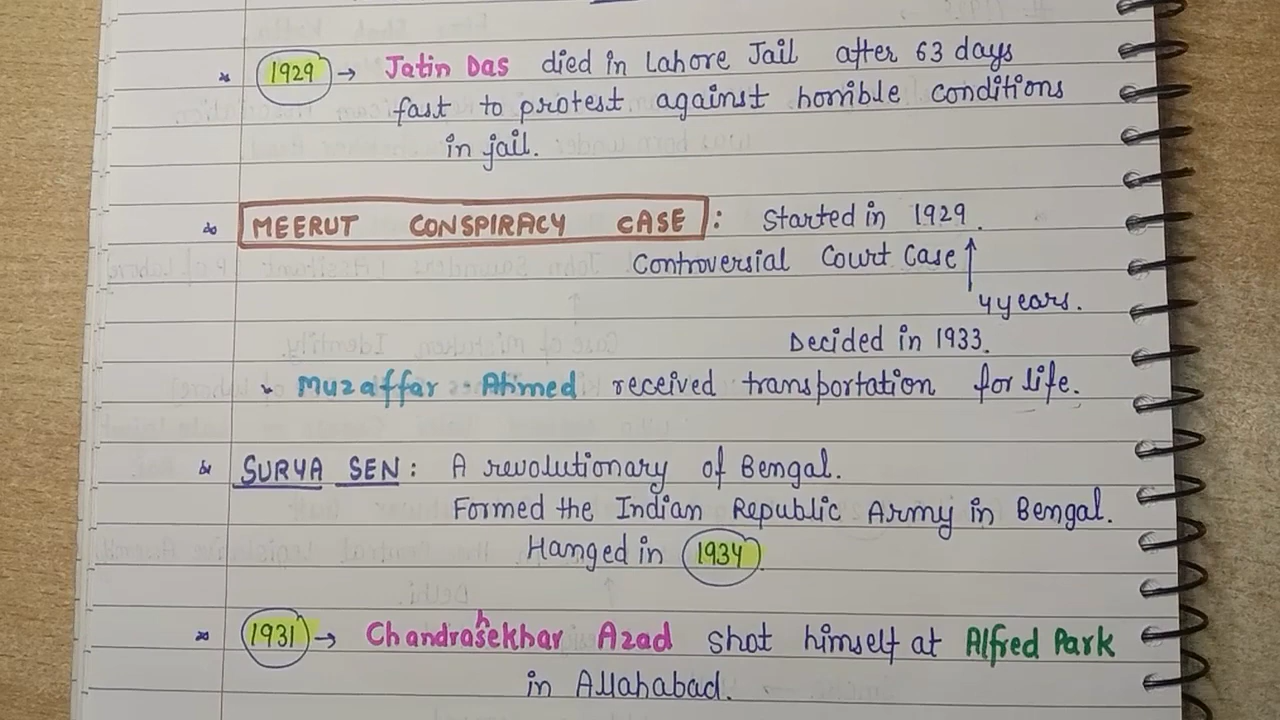 1929 → Jatin Das died in Lahore Jail after 63 days
fast to protest against horrible conditions
in jail.
MEERUT CONSPIRACY CASE : Started in 1929.
Controversial Court Case ↑
4 years.
Decided in 1933.
Muzaffar Ahmed received transportation for life.
SURYA SEN : A revolutionary of Bengal.
Formed the Indian Republic Army in Bengal.
Hanged in 1934
1931 → Chandrashekhar Azad shot himself at Alfred Park
in Allahabad.